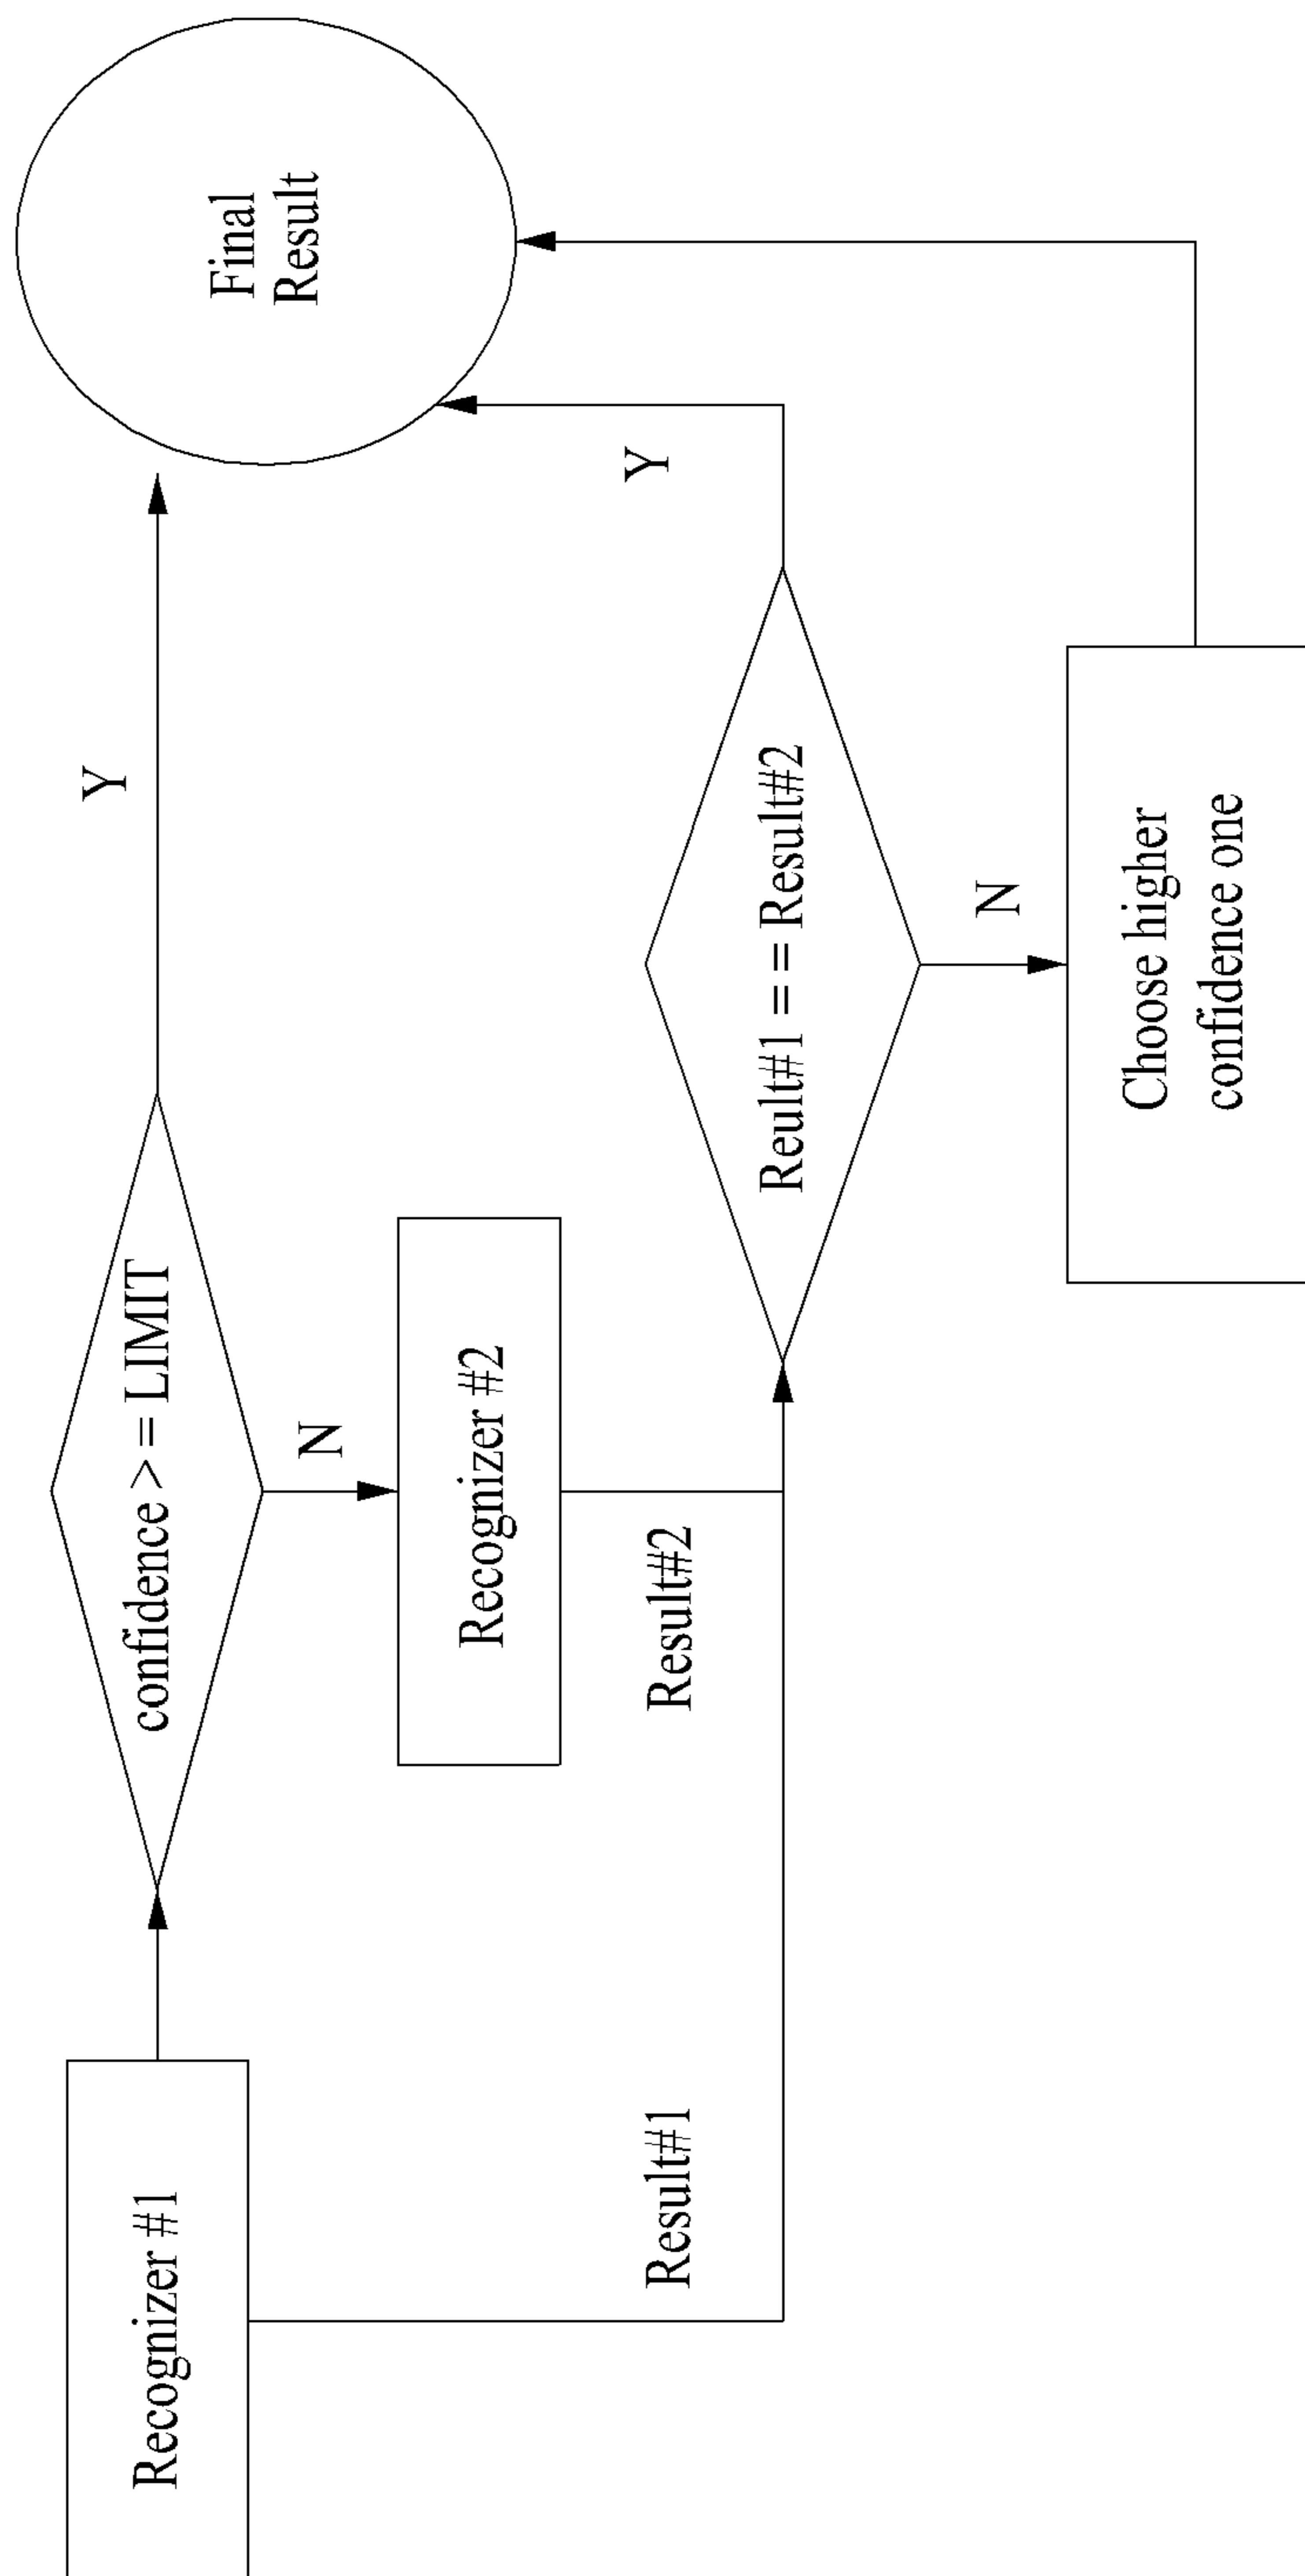 Recognizer #1
confidence > = LIMIT
Y
Final
Result
N
Recognizer #2
Result#1
Result#2
Reult#1 = = Result#2
Y
N
Choose higher
confidence one